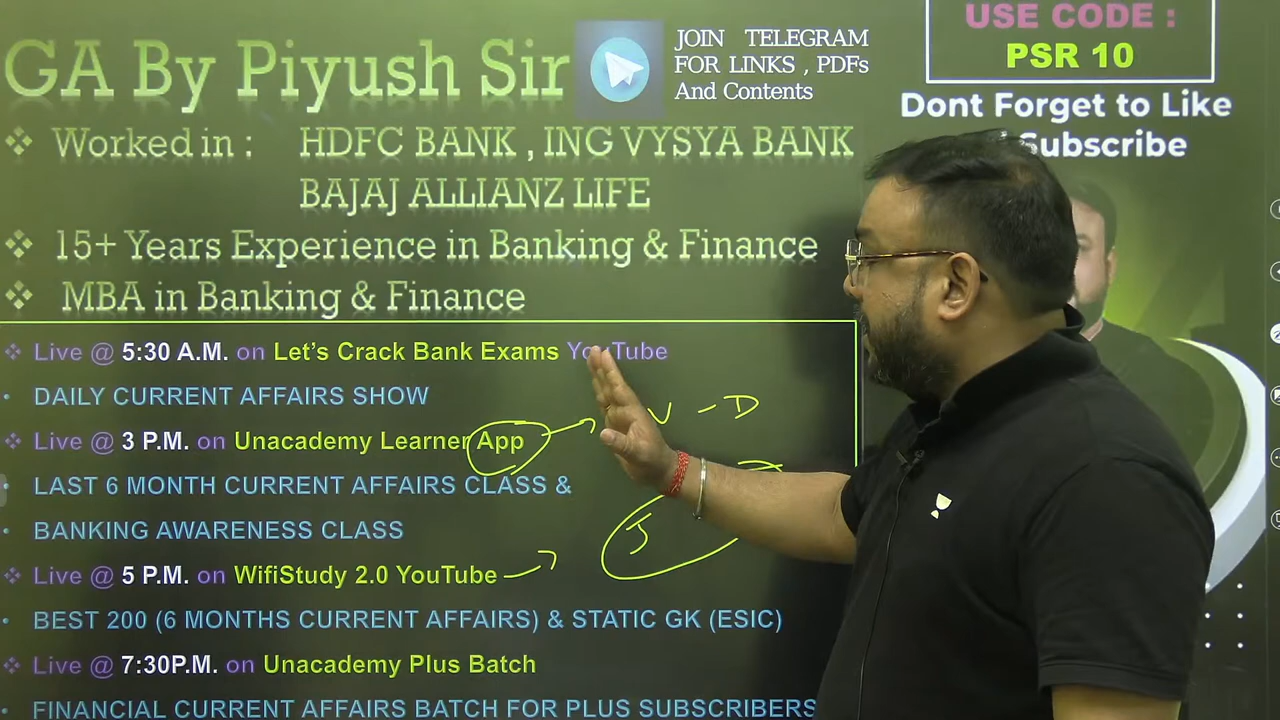 GA By Piyush Sir
JOIN TELEGRAM
FOR LINKS , PDFs
And Contents
USE CODE :
PSR 10
Dont Forget to Like
Subscribe
❖ Worked in : HDFC BANK , ING VYSYA BANK
BAJAJ ALLIANZ LIFE
❖ 15+ Years Experience in Banking & Finance
❖ MBA in Banking & Finance
❖ Live @ 5:30 A.M. on Let's Crack Bank Exams YouTube
• DAILY CURRENT AFFAIRS SHOW
V - D
❖ Live @ 3 P.M. on Unacademy Learner App
• LAST 6 MONTH CURRENT AFFAIRS CLASS &
• BANKING AWARENESS CLASS
J
❖ Live @ 5 P.M. on WifiStudy 2.0 YouTube
• BEST 200 (6 MONTHS CURRENT AFFAIRS) & STATIC GK (ESIC)
❖ Live @ 7:30P.M. on Unacademy Plus Batch
• FINANCIAL CURRENT AFFAIRS BATCH FOR PLUS SUBSCRIBERS